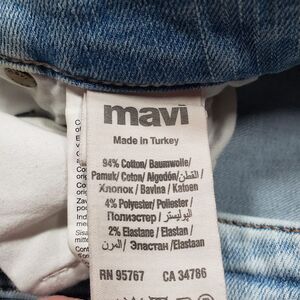 mavi
Made in Turkey
94% Cotton/Baumwolle/
Pamuk/Coton/Algodón/القطن/
Хлопок / Bavlna / Katoen
4% Polyester/ Poliester /
Полиэстер / البوليستر
2% Elastane / Elastan /
المرن / Эластан /Elastaan
RN 95767 CA 34786